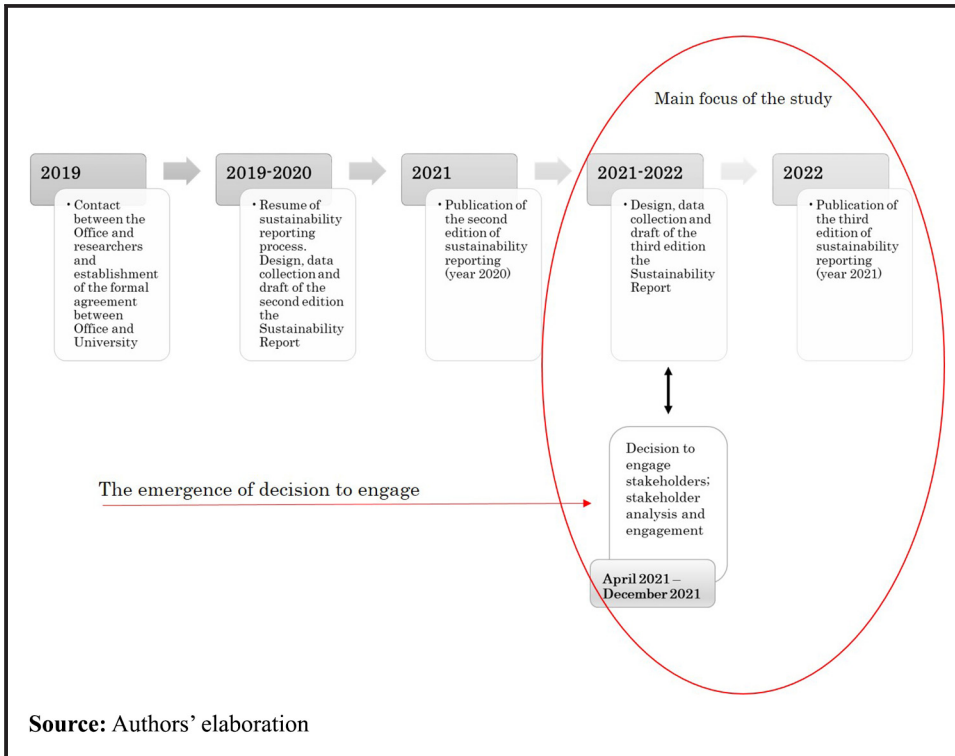 Main focus of the study
2019
• Contact
between the
Office and
researchers
and
establishment
of the formal
agreement
between
Office and
University
2019-2020
• Resume of
sustainability
reporting
process.
Design, data
collection and
draft of the
second edition
the
Sustainability
Report
2021
• Publication of
the second
edition of
sustainability
reporting
(year 2020)
2021-2022
• Design, data
collection and
draft of the
third edition
the
Sustainability
Report
2022
• Publication of
the third
edition of
sustainability
reporting
(year 2021)
The emergence of decision to engage
Decision to
engage
stakeholders;
stakeholder
analysis and
engagement
April 2021 –
December 2021
Source: Authors’ elaboration